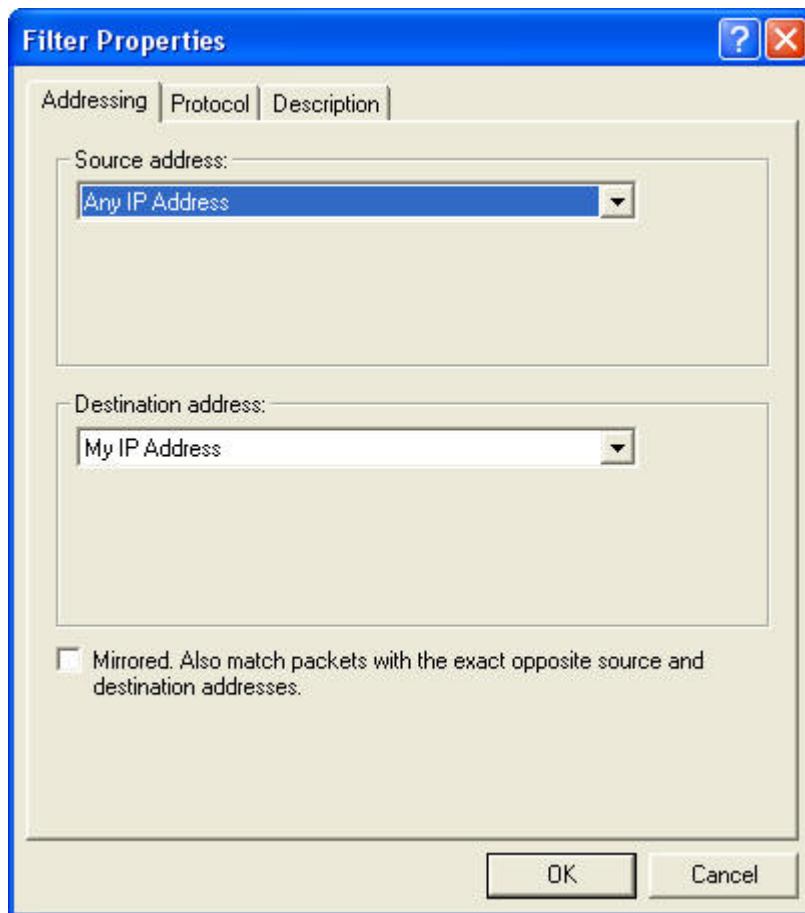 Filter Properties
?
Addressing Protocol Description
Source address:
Any IP Address
Destination address:
My IP Address
Mirrored. Also match packets with the exact opposite source and
destination addresses.
OK Cancel